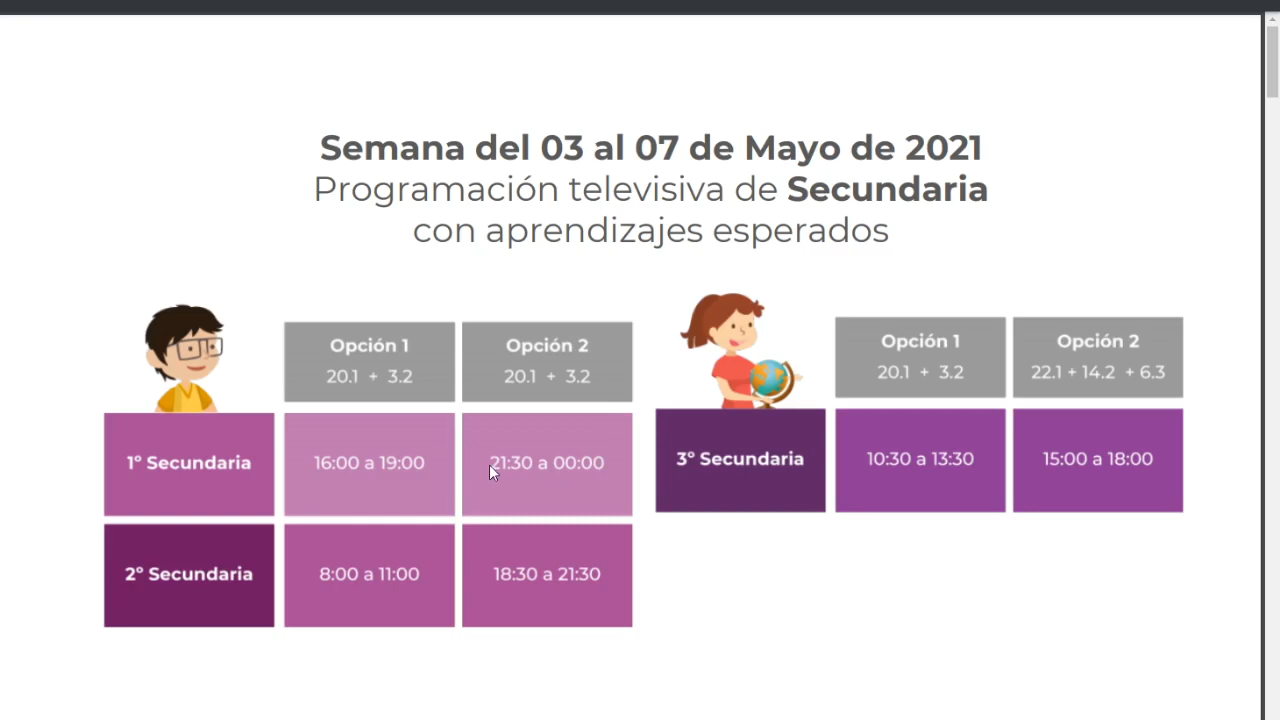 Semana del 03 al 07 de Mayo de 2021
Programación televisiva de Secundaria
con aprendizajes esperados
Opción 1
20.1 + 3.2
Opción 2
20.1 + 3.2
1º Secundaria
16:00 a 19:00
21:30 a 00:00
2º Secundaria
8:00 a 11:00
18:30 a 21:30
Opción 1
20.1 + 3.2
Opción 2
22.1 + 14.2 + 6.3
3º Secundaria
10:30 a 13:30
15:00 a 18:00